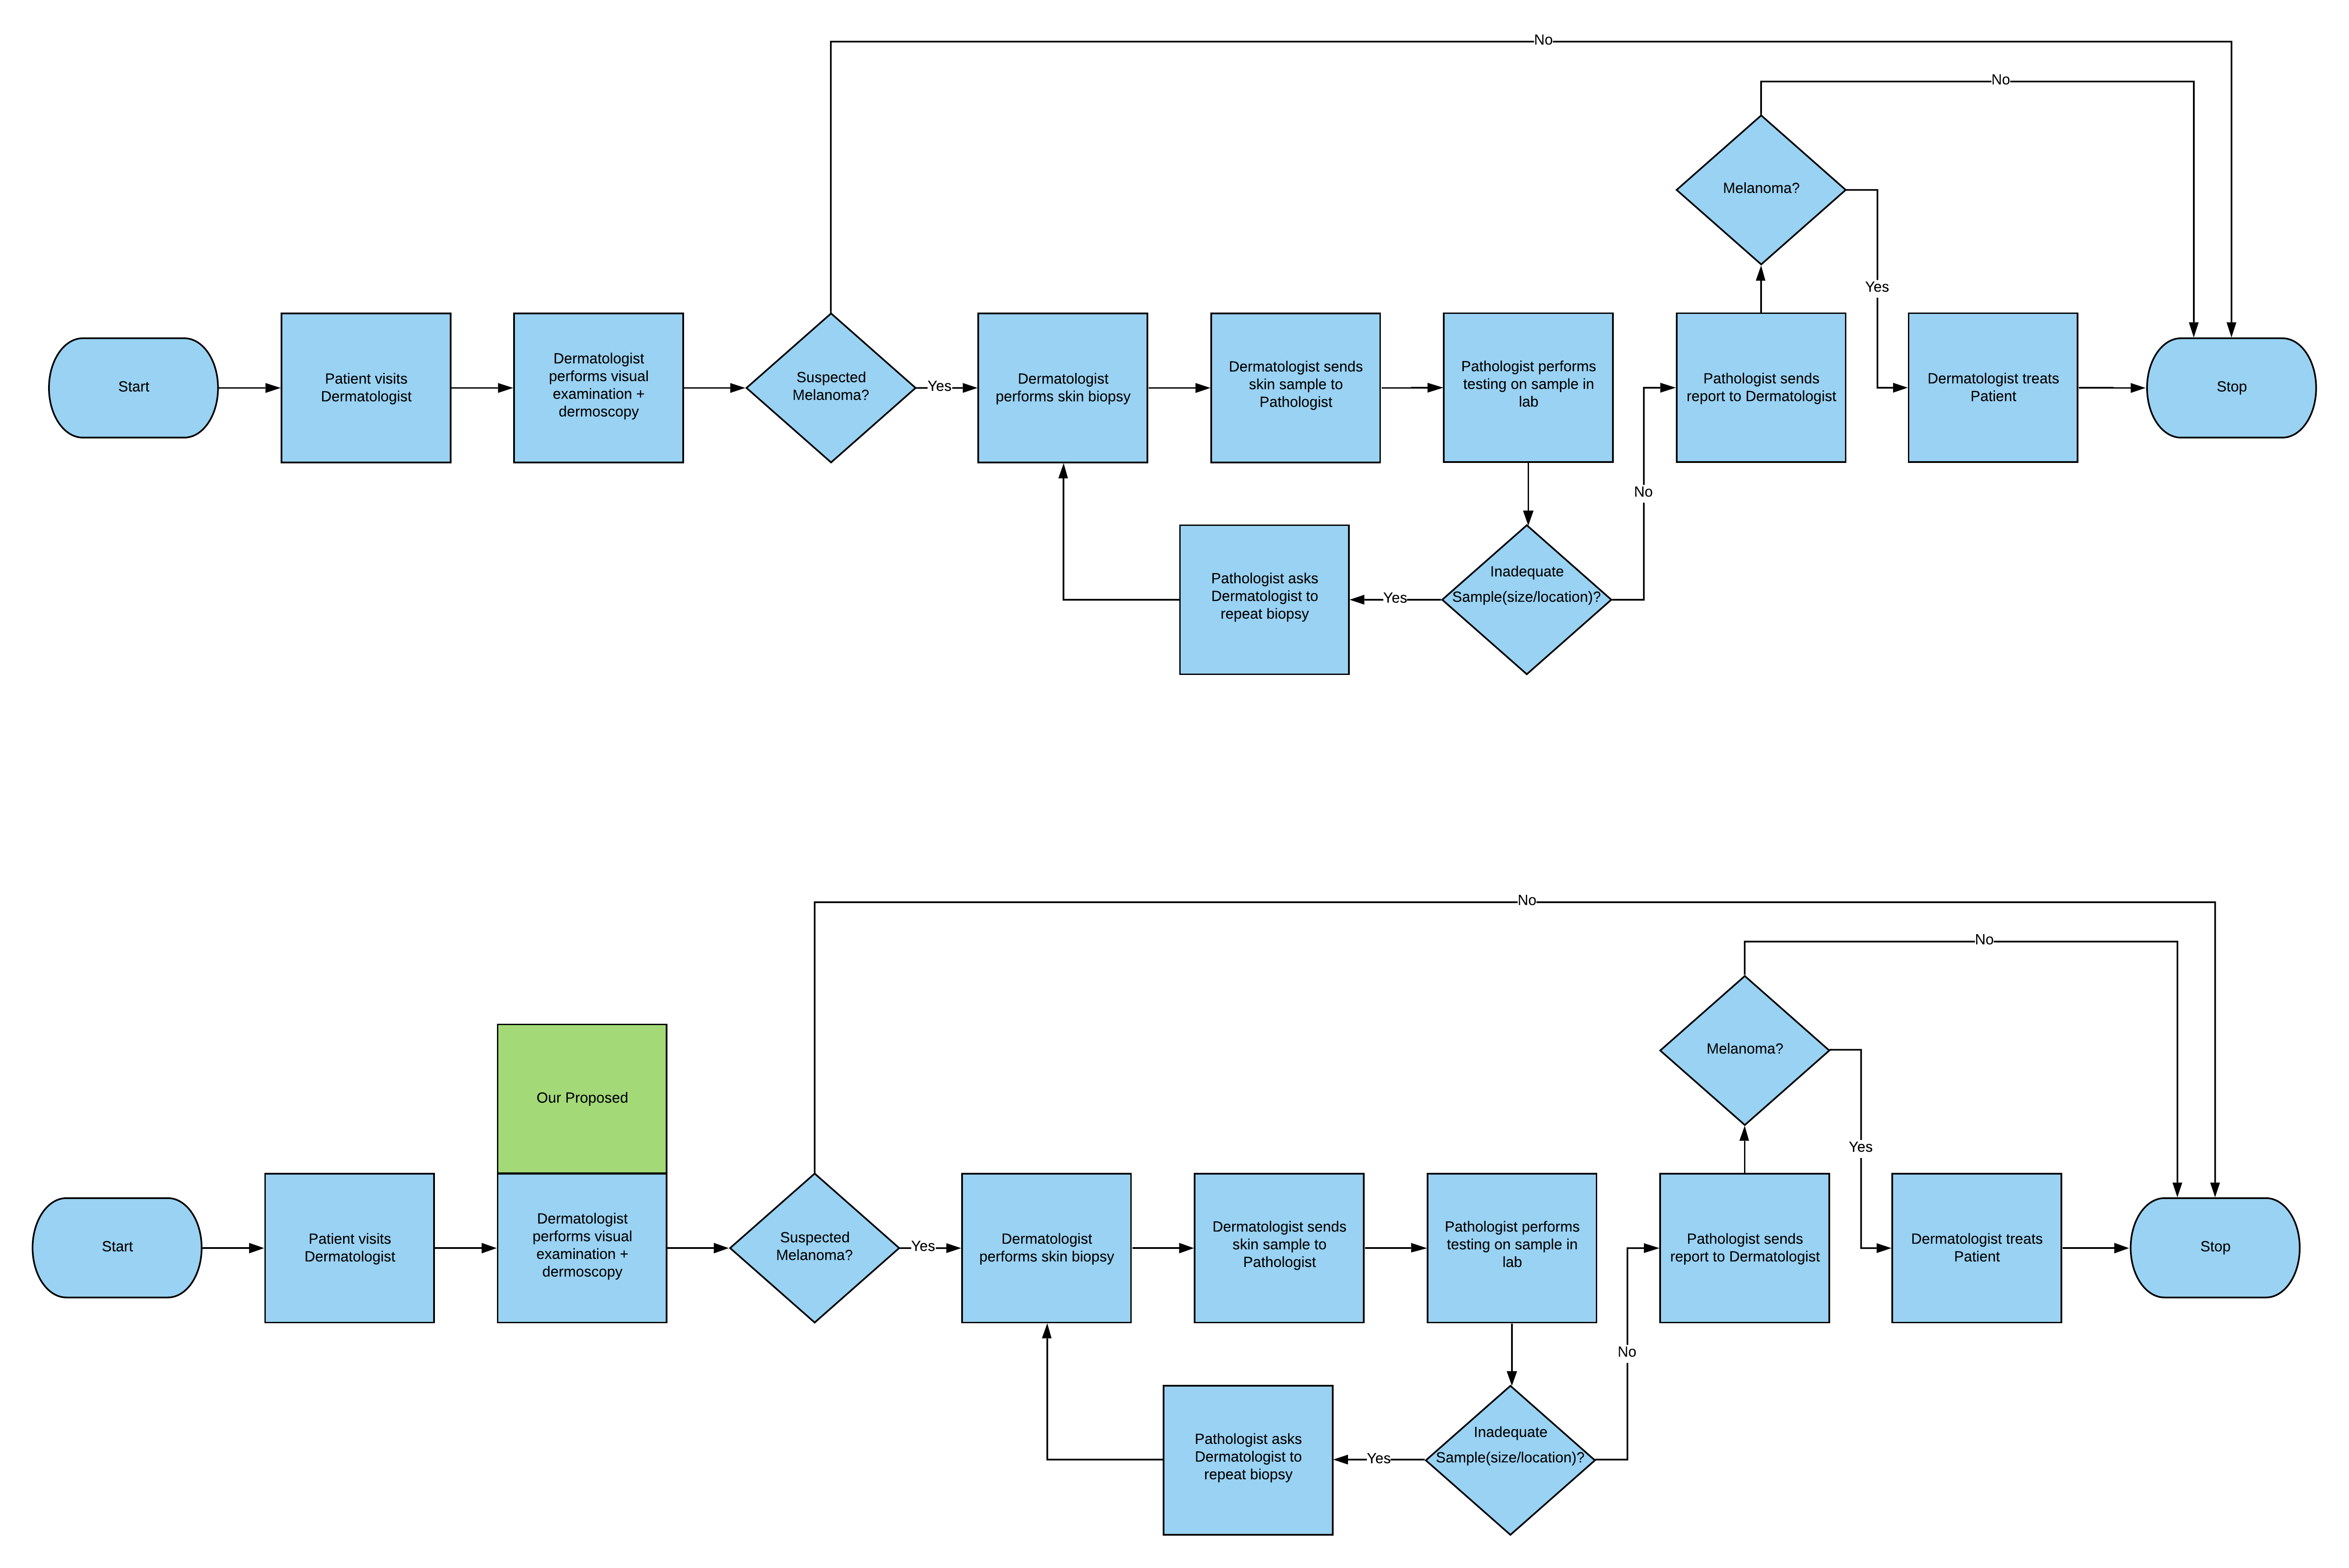 No
No
Melanoma?
Yes
Start
Patient visits
Dermatologist
Dermatologist
performs visual
examination +
dermoscopy
Suspected
Melanoma?
Yes
Dermatologist
performs skin biopsy
Dermatologist sends
skin sample to
Pathologist
Pathologist performs
testing on sample in
lab
Pathologist sends
report to Dermatologist
Dermatologist treats
Patient
Stop
No
Pathologist asks
Dermatologist to
repeat biopsy
Yes
Inadequate
Sample(size/location)?
No
No
Melanoma?
Our Proposed
Yes
Start
Patient visits
Dermatologist
Dermatologist
performs visual
examination +
dermoscopy
Suspected
Melanoma?
Yes
Dermatologist
performs skin biopsy
Dermatologist sends
skin sample to
Pathologist
Pathologist performs
testing on sample in
lab
Pathologist sends
report to Dermatologist
Dermatologist treats
Patient
Stop
No
Pathologist asks
Dermatologist to
repeat biopsy
Yes
Inadequate
Sample(size/location)?